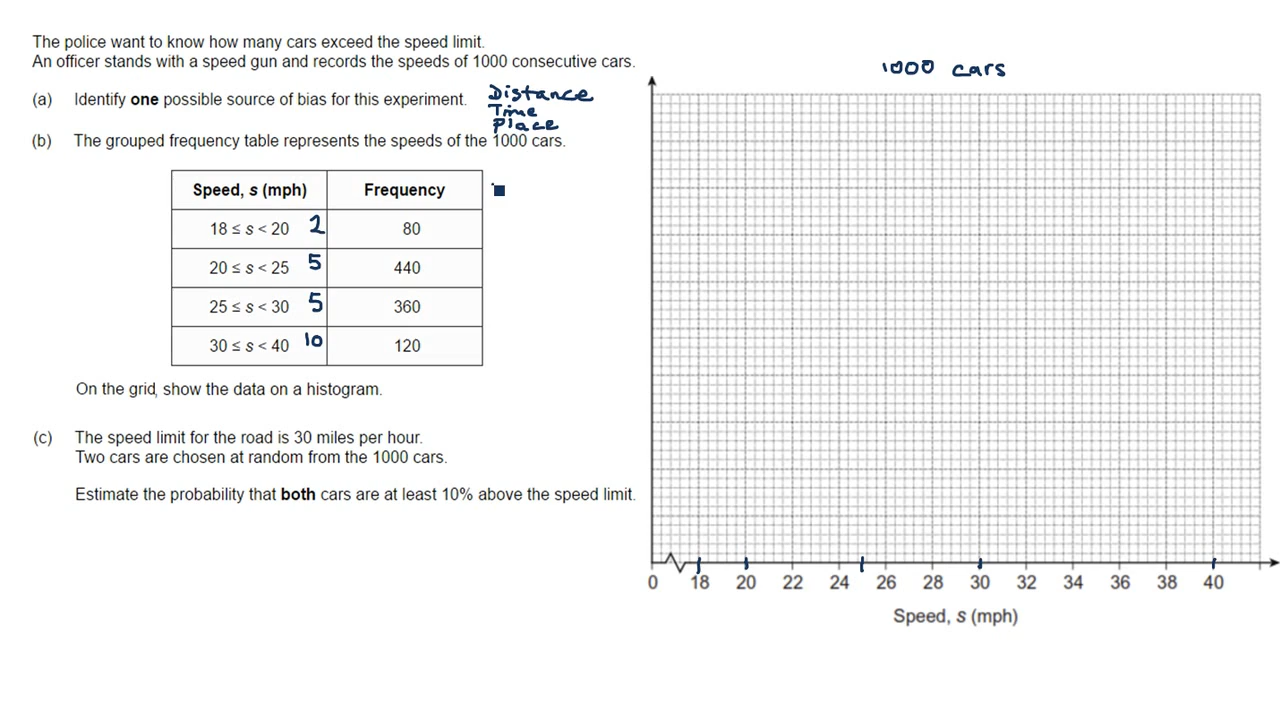 The police want to know how many cars exceed the speed limit.
An officer stands with a speed gun and records the speeds of 1000 consecutive cars.
(a) Identify one possible source of bias for this experiment. Distance
Time
Place
(b) The grouped frequency table represents the speeds of the 1000 cars.
Speed, s (mph) Frequency
18 ≤ s < 20 2 80
20 ≤ s < 25 5 440
25 ≤ s < 30 5 360
30 ≤ s < 40 10 120
On the grid, show the data on a histogram.
(c) The speed limit for the road is 30 miles per hour.
Two cars are chosen at random from the 1000 cars.
Estimate the probability that both cars are at least 10% above the speed limit.
1000 cars
0 18 20 22 24 26 28 30 32 34 36 38 40
Speed, s (mph)